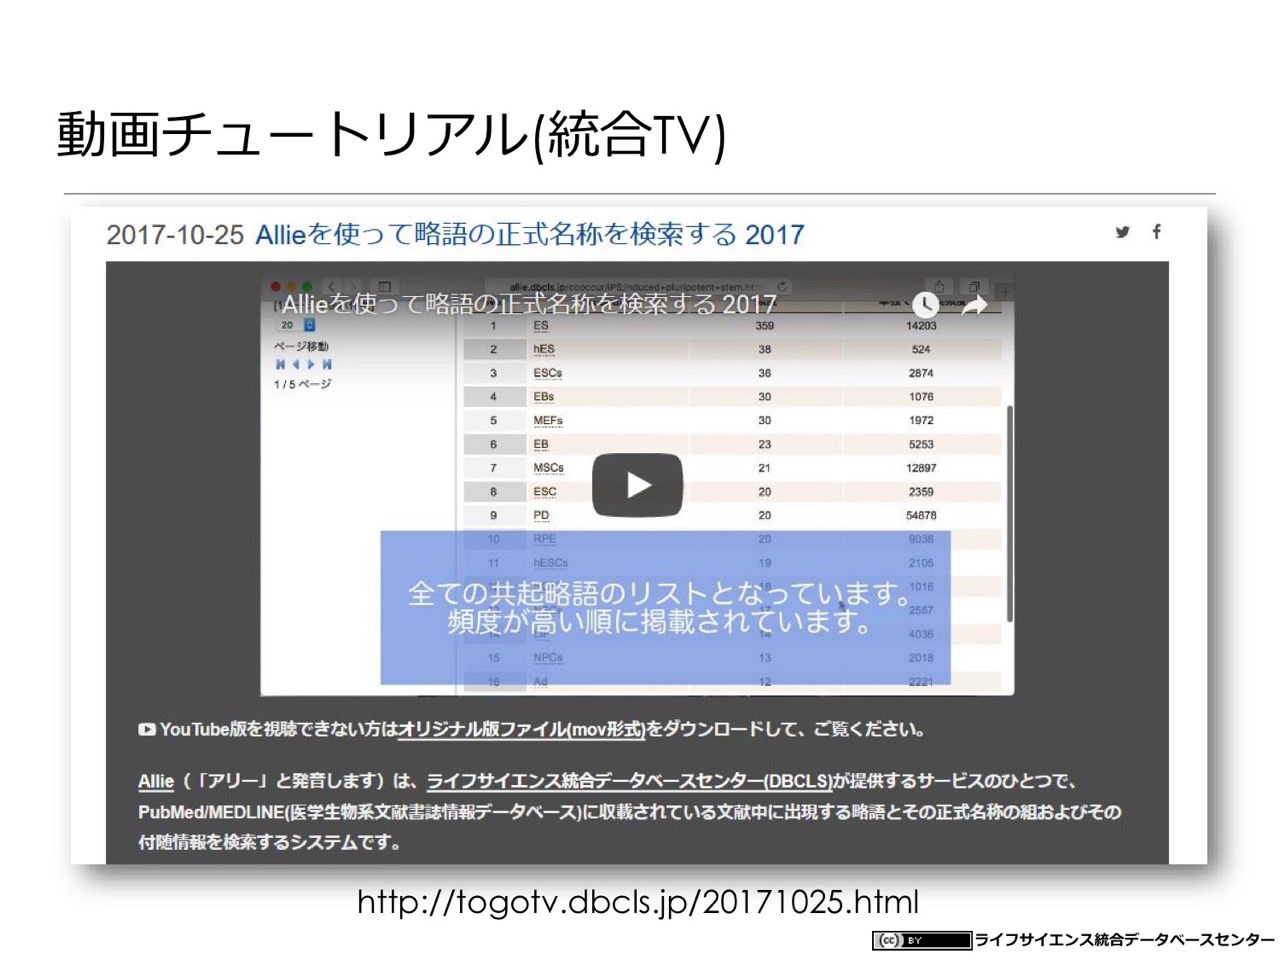 動画チュートリアル(統合TV)
2017-10-25 Allieを使って略語の正式名称を検索する 2017
allie.dbcls.jp/cooccur/iPS;induced+pluripotent+stem.html
Allieを使って略語の正式名称を検索する 2017
20
ページ移動
1 / 5 ページ
1 ES 359 14203
2 hES 38 524
3 ESCs 36 2874
4 EBs 30 1076
5 MEFs 30 1972
6 EB 23 5253
7 MSCs 21 12897
8 ESC 20 2359
9 PD 20 54878
10 RPE 20 9038
11 hESCs 19 2105
18 1016
17 2567
14 4036
15 NPCs 13 2018
16 Ad 12 2221
全ての共起略語のリストとなっています。
頻度が高い順に掲載されています。
YouTube版を視聴できない方はオリジナル版ファイル(mov形式)をダウンロードして、ご覧ください。
Allie（「アリー」と発音します）は、ライフサイエンス統合データベースセンター(DBCLS)が提供するサービスのひとつで、
PubMed/MEDLINE(医学生物系文献書誌情報データベース)に収載されている文献中に出現する略語とその正式名称の組およびその
付随情報を検索するシステムです。
http://togotv.dbcls.jp/20171025.html
cc BY ライフサイエンス統合データベースセンター